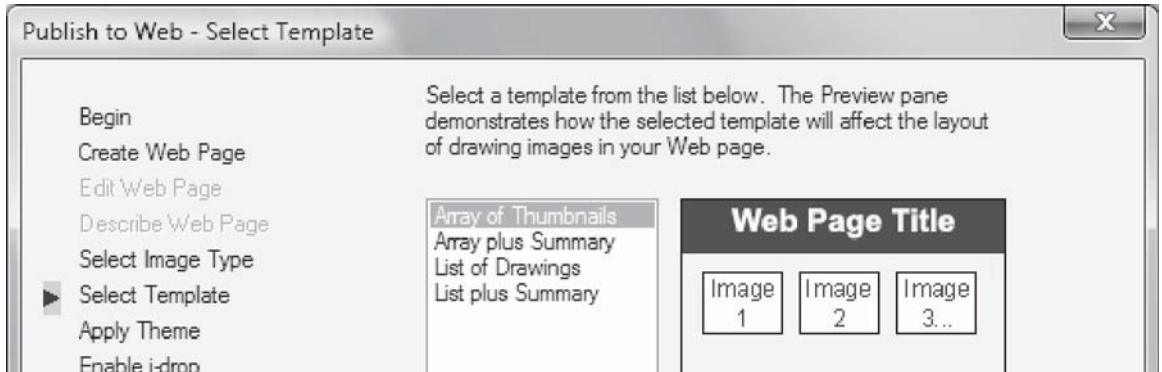 Publish to Web - Select Template
X
Begin
Create Web Page
Edit Web Page
Describe Web Page
Select Image Type
Select Template
Apply Theme
Enable i-drop
Select a template from the list below. The Preview pane
demonstrates how the selected template will affect the layout
of drawing images in your Web page.
Array of Thumbnails
Array plus Summary
List of Drawings
List plus Summary
Web Page Title
Image
1
Image
2
Image
3...